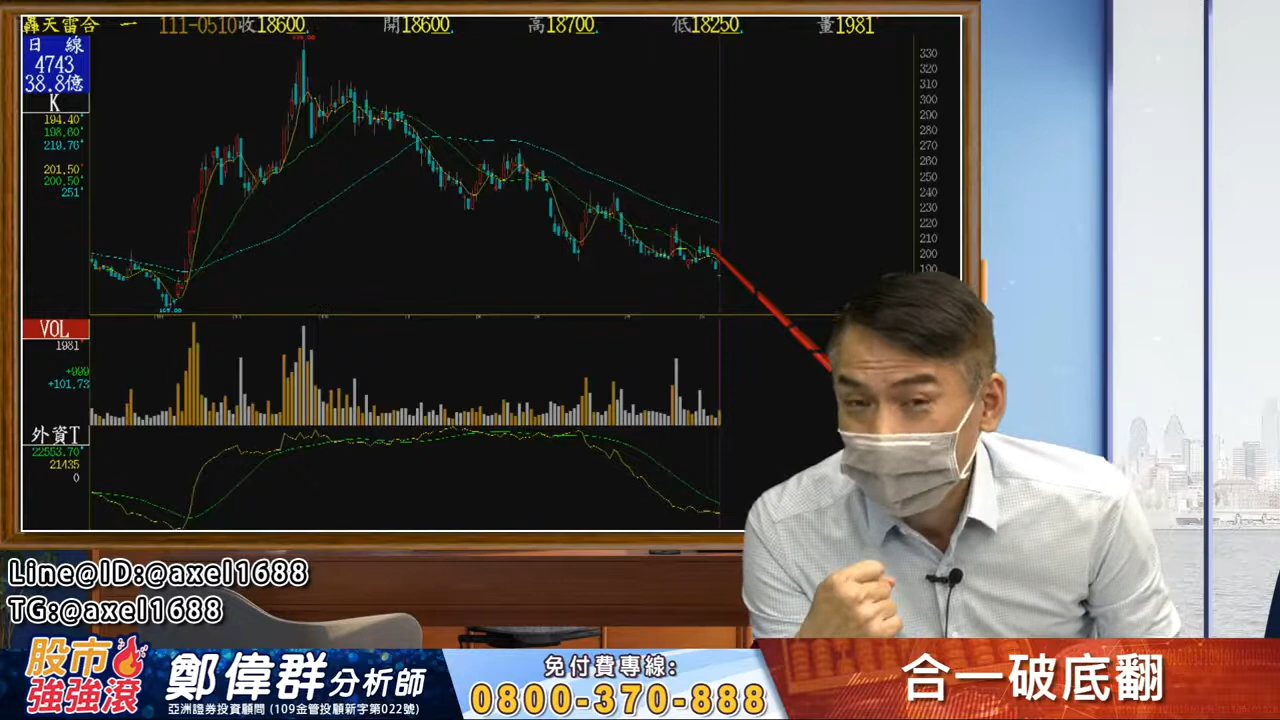 轟天雷合一 111-0510收18600. 開18600. 高18700. 低18250. 量1981
日線
4743
38.8億
K
194.40
198.60
219.76
201.50
200.50
251
330
320
310
300
290
280
270
260
250
240
230
220
210
200
190
VOL
1981
+999
+101.73
外資T
22553.70
21435
0
Line@ID:@axel1688
TG:@axel1688
股市
強強滾
鄭偉群分析師
亞洲證券投資顧問 (109金管投顧新字第022號)
免付費專線:
0800-370-888
合一破底翻